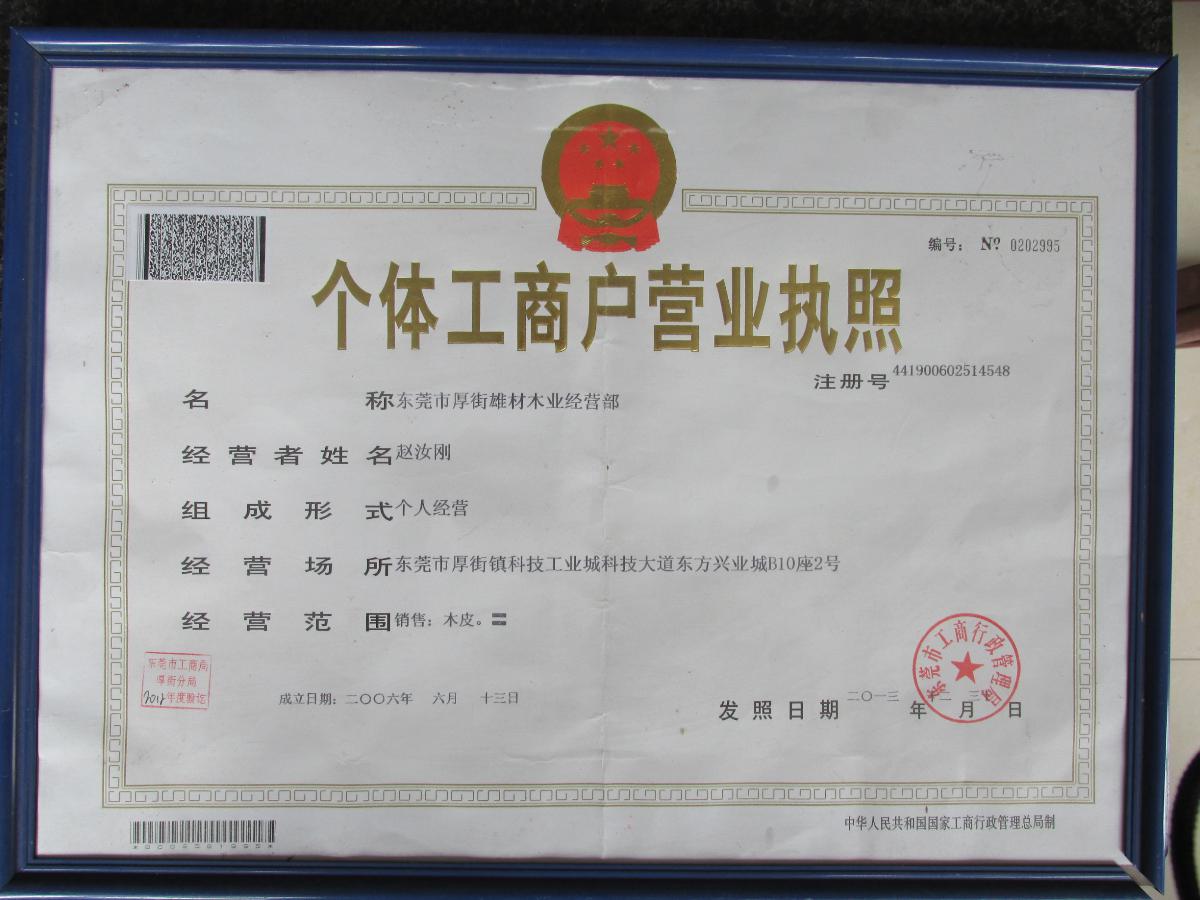 编号： № 0202995
个体工商户营业执照
注册号 441900602514548
名称 东莞市厚街雄材木业经营部
经营者姓名 赵汝刚
组成形式 个人经营
经营场所 东莞市厚街镇科技工业城科技大道东方兴业城B10座2号
经营范围 销售：木皮。〓
东莞市工商局
厚街分局
2012年度验讫
成立日期：二〇〇六年 六月 十三日
发照日期 二〇一三 年 月 日
东莞市工商行政管理局
中华人民共和国国家工商行政管理总局制